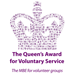 The Queen's Award
for Voluntary Service
The MBE for volunteer groups